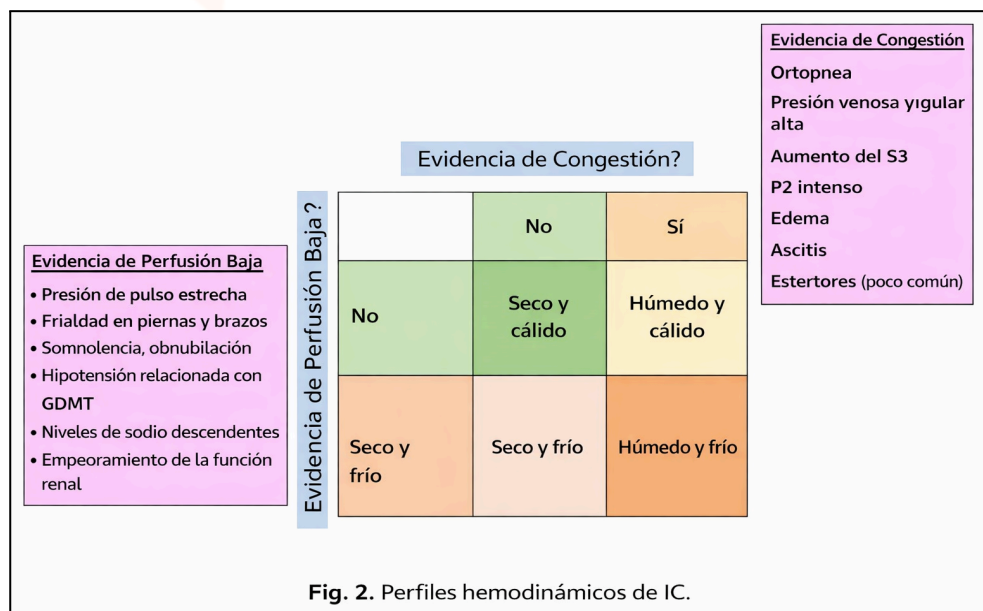 Evidencia de Congestión
Ortopnea
Presión venosa yıgular
alta
Aumento del S3
P2 intenso
Edema
Ascitis
Estertores (poco común)
Evidencia de Congestión?
Evidencia de Perfusión Baja?
No
Sí
No
Seco y
cálido
Húmedo y
cálido
Seco y
frío
Seco y frío
Húmedo y frío
Evidencia de Perfusión Baja
• Presión de pulso estrecha
• Frialdad en piernas y brazos
• Somnolencia, obnubilación
• Hipotensión relacionada con
GDMT
• Niveles de sodio descendentes
• Empeoramiento de la función
renal
Fig. 2. Perfiles hemodinámicos de IC.